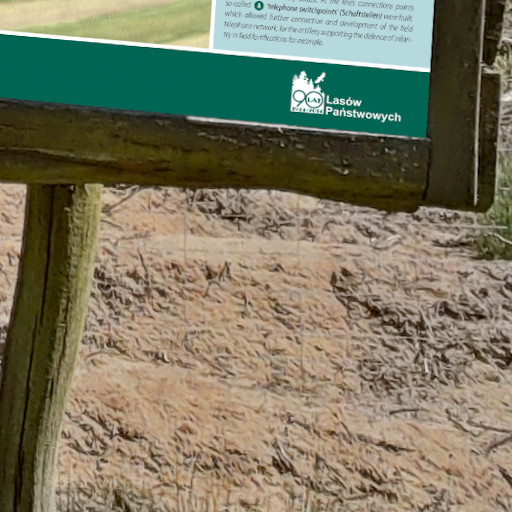 so-called 4 'telephone switchpoints' (Schaltstellen) were built,
which allowed further connection and development of the field
telephone network, for the artillery supporting the defence of infan-
try in field fortifications for example.
90 LAT
Lasów
Państwowych